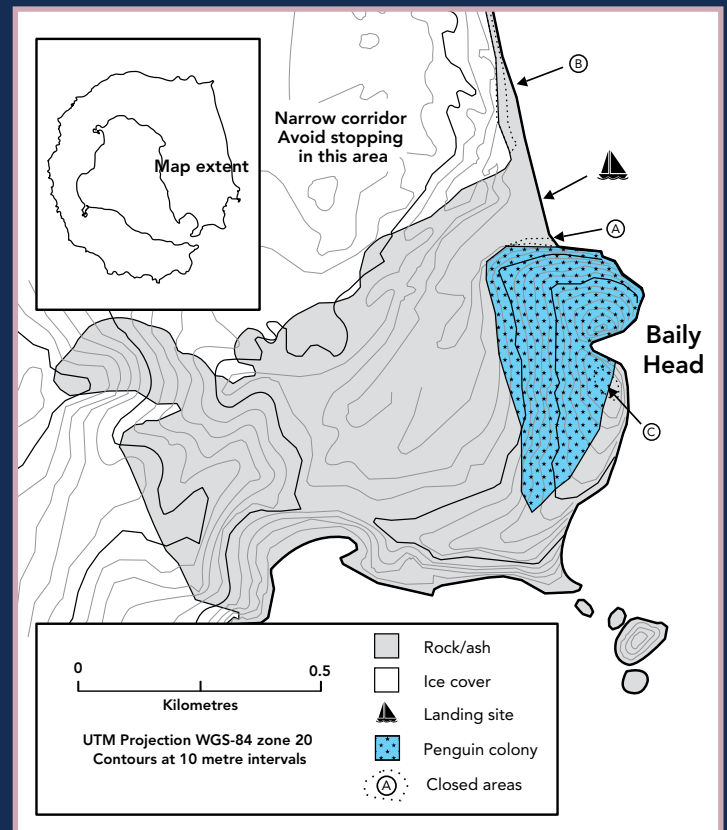 B
Narrow corridor
Avoid stopping
in this area
Map extent
A
Baily
Head
C
0 0.5
Kilometres
UTM Projection WGS-84 zone 20
Contours at 10 metre intervals
Rock/ash
Ice cover
Landing site
Penguin colony
A Closed areas